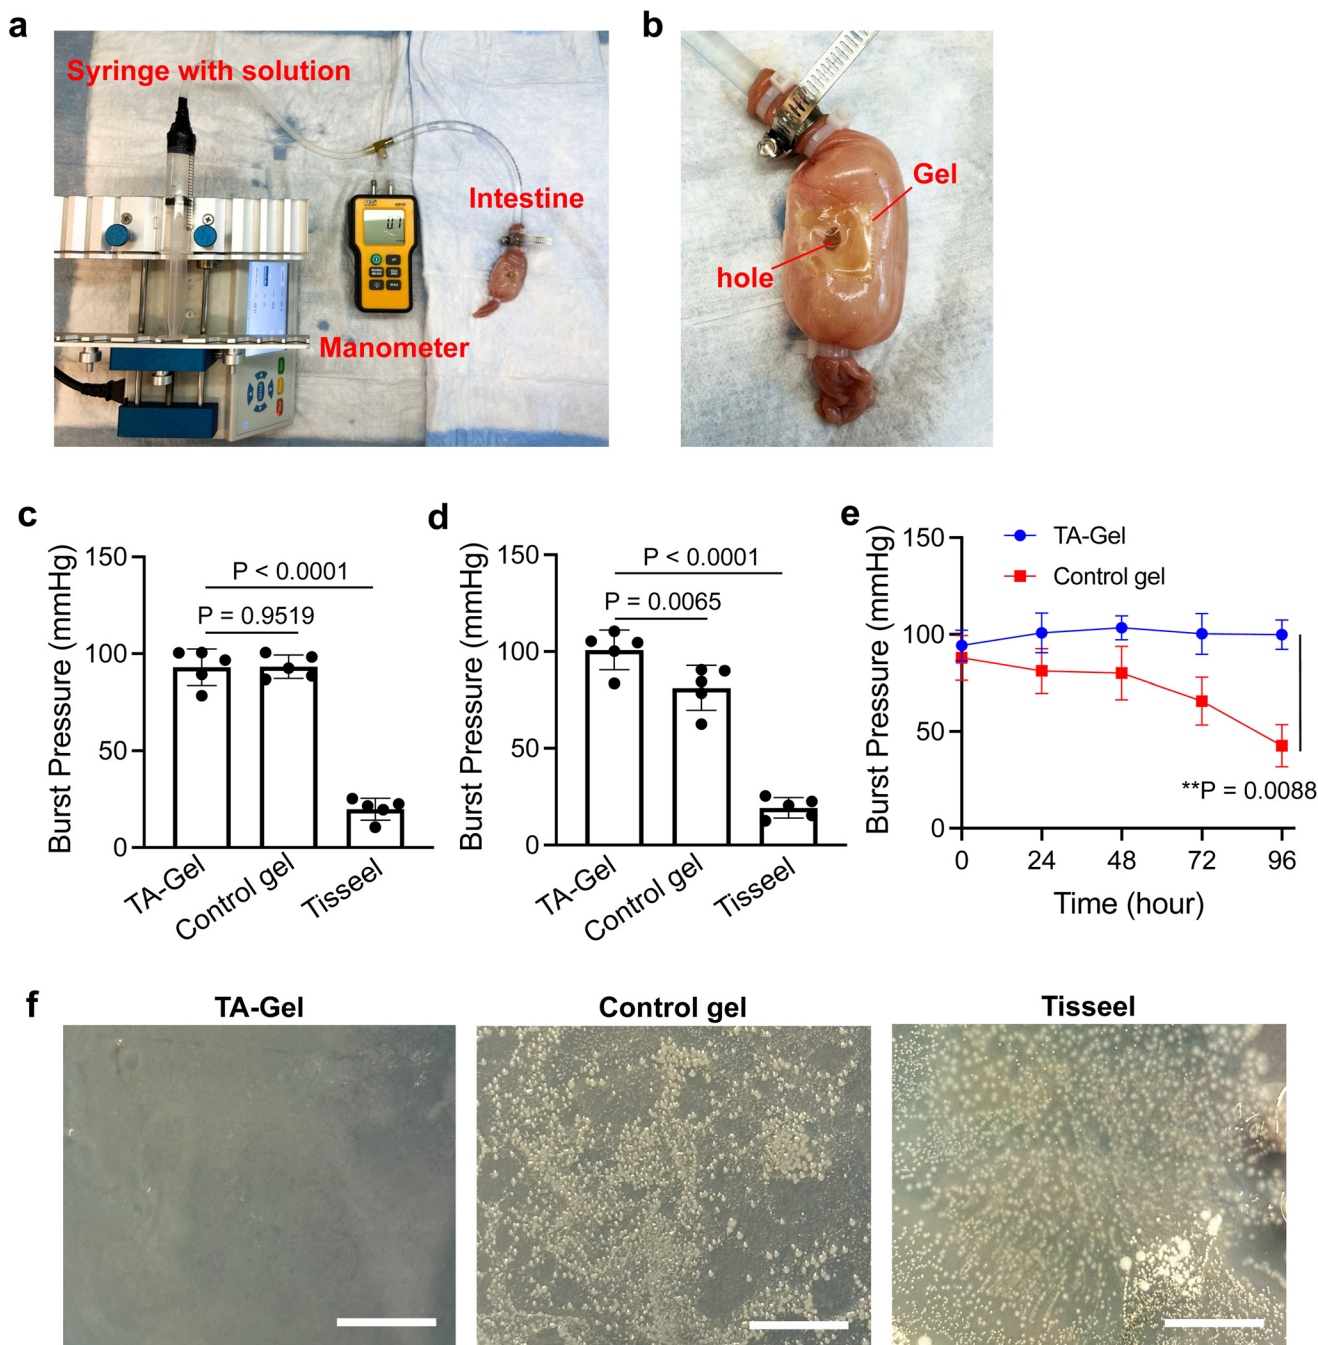 a
Syringe with solution
Intestine
Manometer
b
Gel
hole
c
Burst Pressure (mmHg)
150
100
50
0
P < 0.0001
P = 0.9519
TA-Gel
Control gel
Tisseel
d
Burst Pressure (mmHg)
150
100
50
0
P < 0.0001
P = 0.0065
TA-Gel
Control gel
Tisseel
e
TA-Gel
Control gel
Burst Pressure (mmHg)
150
100
50
0
**P = 0.0088
0 24 48 72 96
Time (hour)
f
TA-Gel
Control gel
Tisseel